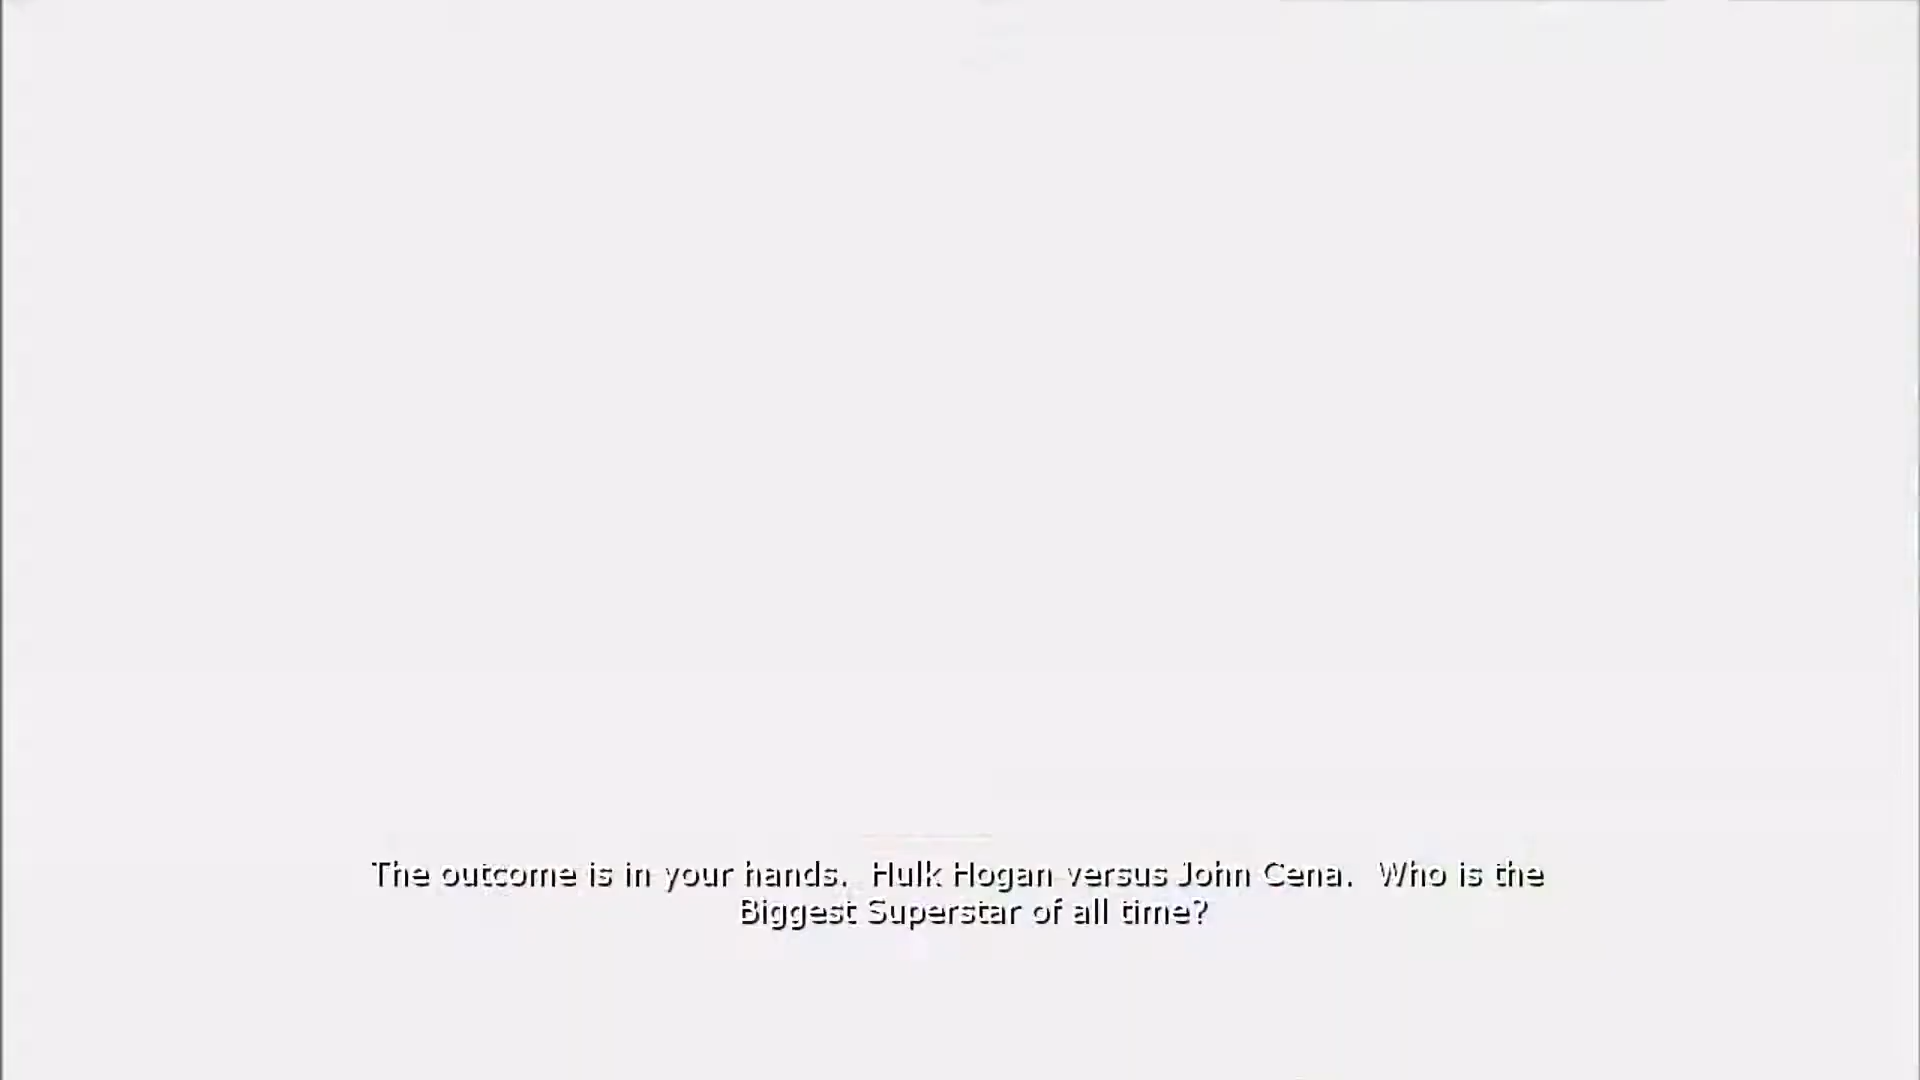 The outcome is in your hands.  Hulk Hogan versus John Cena.  Who is the
Biggest Superstar of all time?